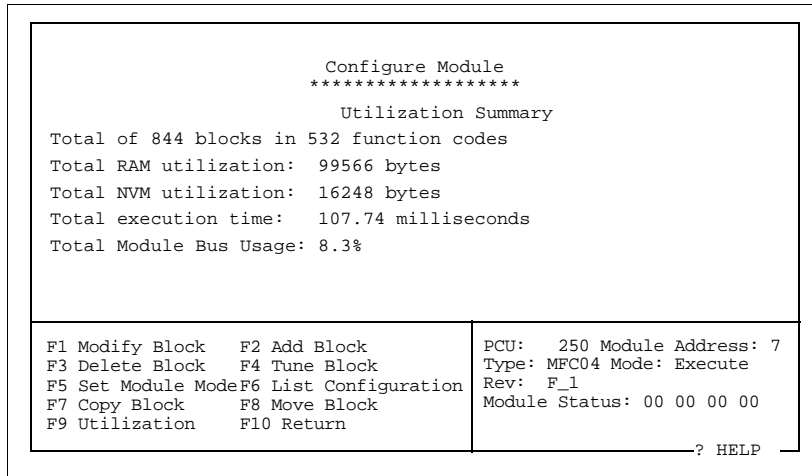 Configure Module
*******************
Utilization Summary
Total of 844 blocks in 532 function codes
Total RAM utilization: 99566 bytes
Total NVM utilization: 16248 bytes
Total execution time: 107.74 milliseconds
Total Module Bus Usage: 8.3%
F1 Modify Block F2 Add Block
F3 Delete Block F4 Tune Block
F5 Set Module Mode F6 List Configuration
F7 Copy Block F8 Move Block
F9 Utilization F10 Return
PCU: 250 Module Address: 7
Type: MFC04 Mode: Execute
Rev: F_1
Module Status: 00 00 00 00
? HELP